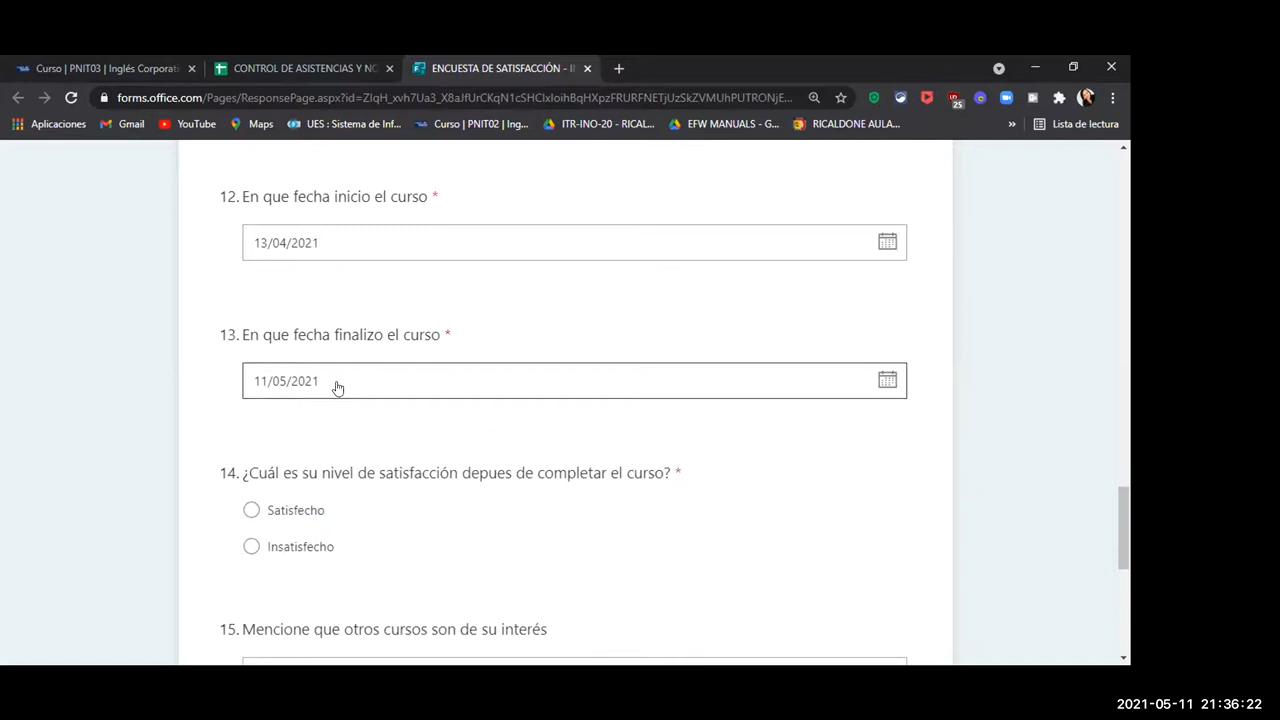 Curso | PNIT03 | Inglés Corporati
CONTROL DE ASISTENCIAS Y NO
ENCUESTA DE SATISFACCIÓN - I
forms.office.com/Pages/ResponsePage.aspx?id=
Aplicaciones
Gmail
YouTube
Maps
UES : Sistema de Inf...
Curso | PNIT02 | Ing...
ITR-INO-20 - RICAL...
EFW MANUALS - G...
RICALDONE AULA...
»
Lista de lectura
25
12. En que fecha inicio el curso *
13/04/2021
13. En que fecha finalizo el curso *
11/05/2021
14. ¿Cuál es su nivel de satisfacción depues de completar el curso? *
Satisfecho
Insatisfecho
15. Mencione que otros cursos son de su interés
2021-05-11 21:36:22